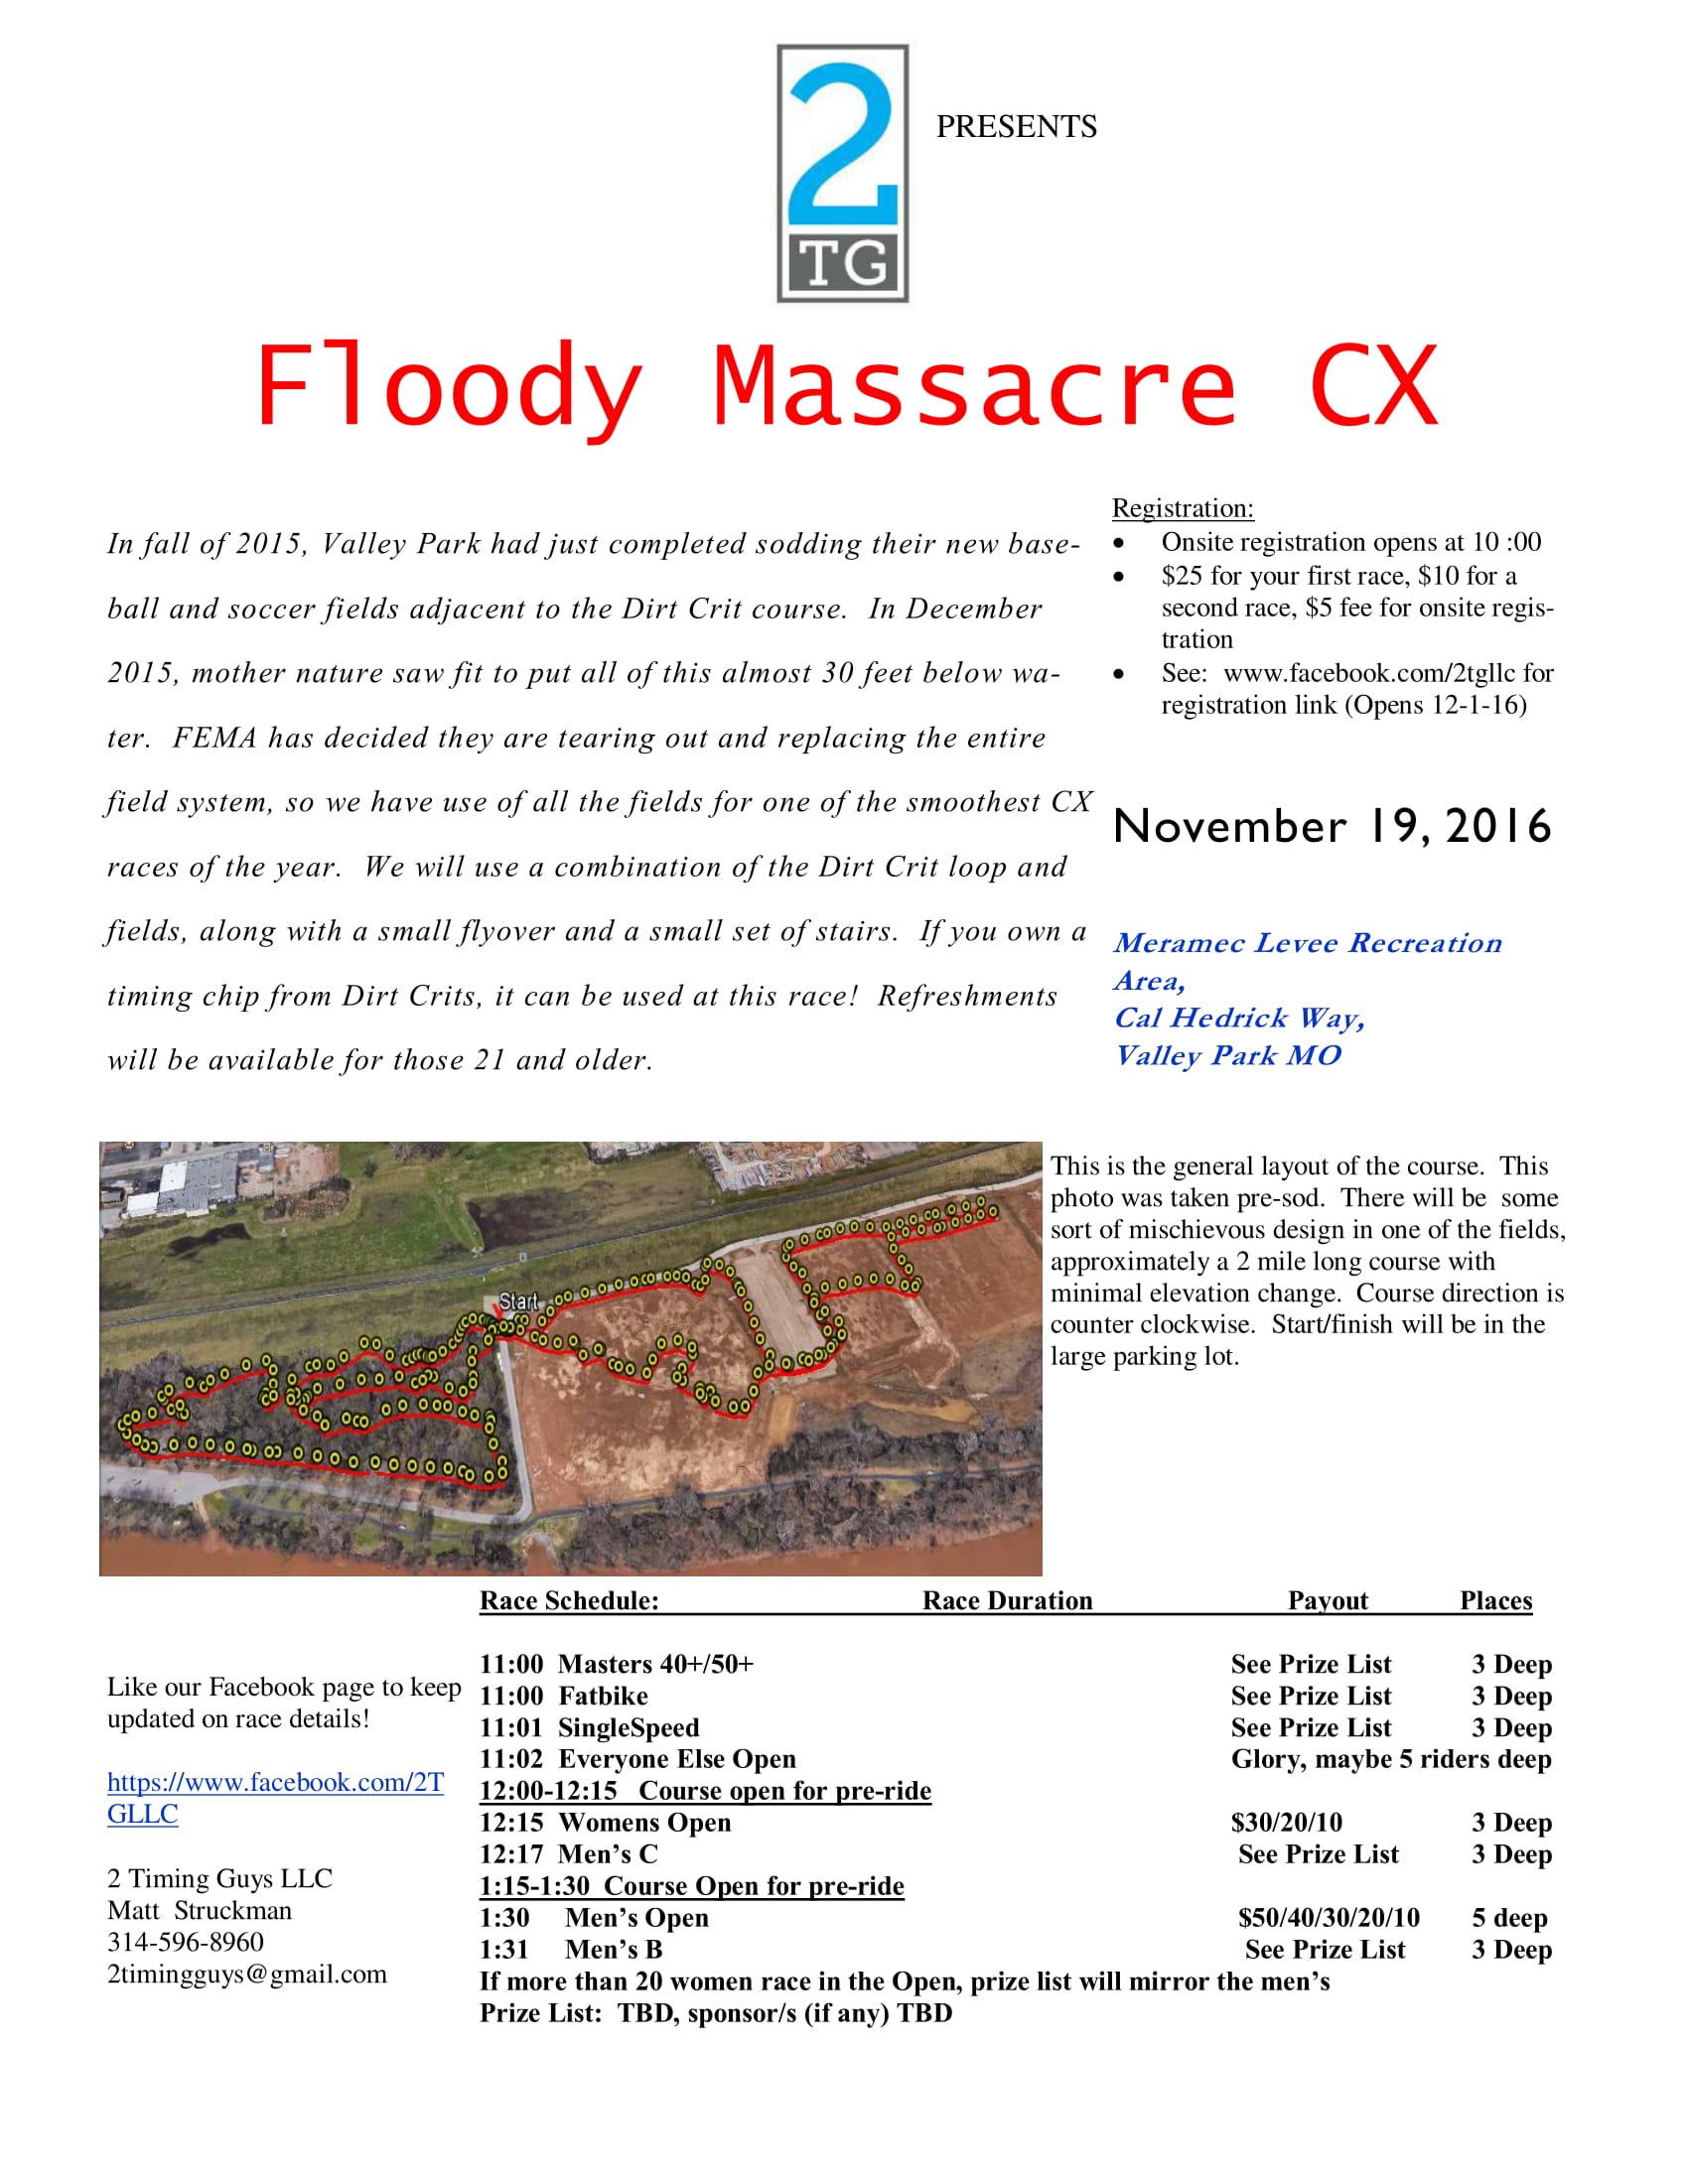 2
TG
PRESENTS
Floody Massacre CX
In fall of 2015, Valley Park had just completed sodding their new base-
ball and soccer fields adjacent to the Dirt Crit course.  In December
2015, mother nature saw fit to put all of this almost 30 feet below wa-
ter.  FEMA has decided they are tearing out and replacing the entire
field system, so we have use of all the fields for one of the smoothest CX
races of the year.  We will use a combination of the Dirt Crit loop and
fields, along with a small flyover and a small set of stairs.  If you own a
timing chip from Dirt Crits, it can be used at this race!  Refreshments
will be available for those 21 and older.
Registration:
• Onsite registration opens at 10 :00
• $25 for your first race, $10 for a
second race, $5 fee for onsite regis-
tration
• See:  www.facebook.com/2tgllc for
registration link (Opens 12-1-16)
November 19, 2016
Meramec Levee Recreation
Area,
Cal Hedrick Way,
Valley Park MO
Start
This is the general layout of the course.  This
photo was taken pre-sod.  There will be  some
sort of mischievous design in one of the fields,
approximately a 2 mile long course with
minimal elevation change.  Course direction is
counter clockwise.  Start/finish will be in the
large parking lot.
Like our Facebook page to keep
updated on race details!
https://www.facebook.com/2T
GLLC
2 Timing Guys LLC
Matt  Struckman
314-596-8960
2timingguys@gmail.com
Race Schedule: Race Duration Payout Places
11:00  Masters 40+/50+ See Prize List 3 Deep
11:00  Fatbike See Prize List 3 Deep
11:01  SingleSpeed See Prize List 3 Deep
11:02  Everyone Else Open Glory, maybe 5 riders deep
12:00-12:15   Course open for pre-ride
12:15  Womens Open $30/20/10 3 Deep
12:17  Men’s C See Prize List 3 Deep
1:15-1:30  Course Open for pre-ride
1:30 Men’s Open $50/40/30/20/10 5 deep
1:31 Men’s B See Prize List 3 Deep
If more than 20 women race in the Open, prize list will mirror the men’s
Prize List:  TBD, sponsor/s (if any) TBD